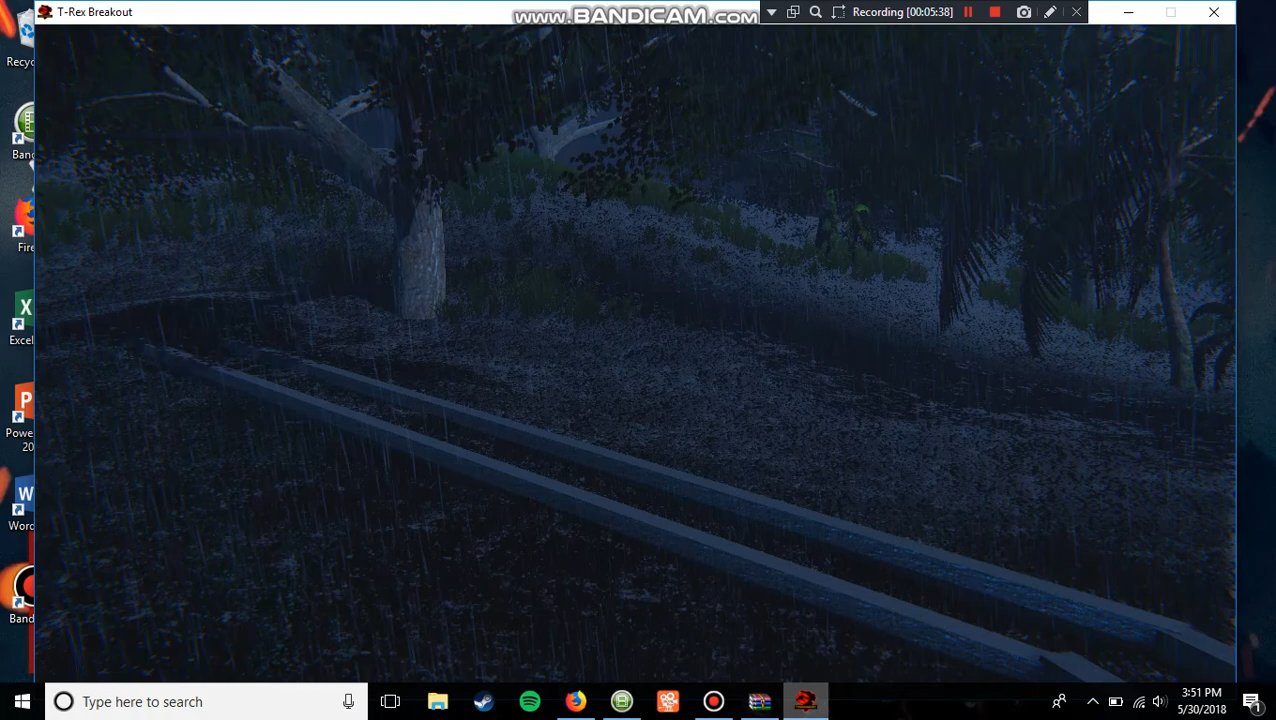 T-Rex Breakout
www.BANDICAM.com
Recording [00:05:38]
Recyc
Banc
Fire
Excel
Powe
20
Word
Band
Type here to search
3:51 PM
5/30/2018
1